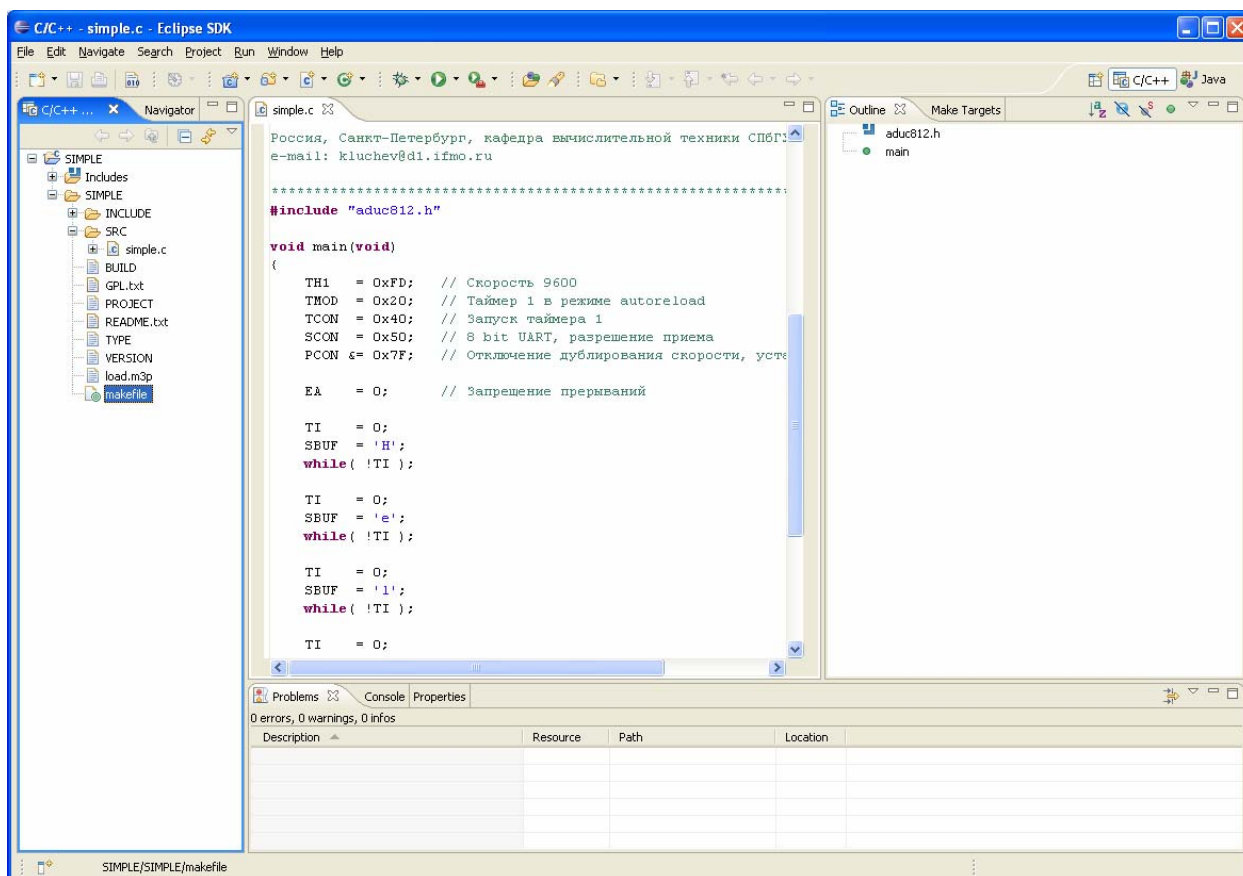 C/C++ - simple.c - Eclipse SDK
File Edit Navigate Search Project Run Window Help
C/C++ Java
C/C++ ... Navigator
SIMPLE
Includes
SIMPLE
INCLUDE
SRC
simple.c
BUILD
GPL.txt
PROJECT
README.txt
TYPE
VERSION
load.m3p
makefile
simple.c
Россия, Санкт-Петербург, кафедра вычислительной техники
e-mail: kluchev@d1.ifmo.ru
*************************************************************
#include "aduc812.h"
void main(void)
{
TH1 = 0xFD; // Скорость 9600
TMOD = 0x20; // Таймер 1 в режиме autoreload
TCON = 0x40; // Запуск таймера 1
SCON = 0x50; // 8 bit UART, разрешение приема
PCON &= 0x7F; // Отключение дублирования скорости, уста
EA = 0; // Запрещение прерываний
TI = 0;
SBUF = 'H';
while( !TI );
TI = 0;
SBUF = 'e';
while( !TI );
TI = 0;
SBUF = 'l';
while( !TI );
TI = 0;
Outline Make Targets
aduc812.h
main
Problems Console Properties
0 errors, 0 warnings, 0 infos
Description Resource Path Location
SIMPLE/SIMPLE/makefile